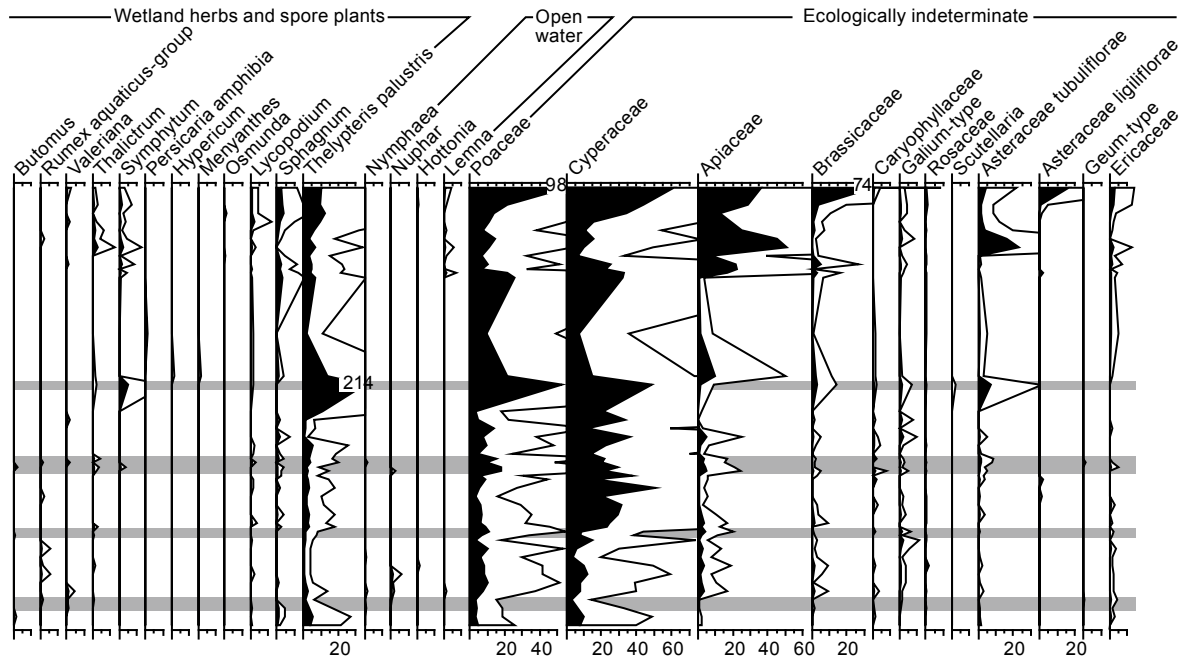 Wetland herbs and spore plants
Open
water
Ecologically indeterminate
Butomus
Rumex aquaticus-group
Valeriana
Thalictrum
Symphytum
Persicaria amphibia
Hypericum
Menyanthes
Osmunda
Lycopodium
Sphagnum
Thelypteris palustris
Nymphaea
Nuphar
Hottonia
Lemna
Poaceae
Cyperaceae
Apiaceae
Brassicaceae
Caryophyllaceae
Galium-type
Rosaceae
Scutellaria
Asteraceae tubuliflorae
Asteraceae ligiliflorae
Geum-type
Ericaceae
98
74
214
20
20 40
20 40 60
20 40 60
20
20
20